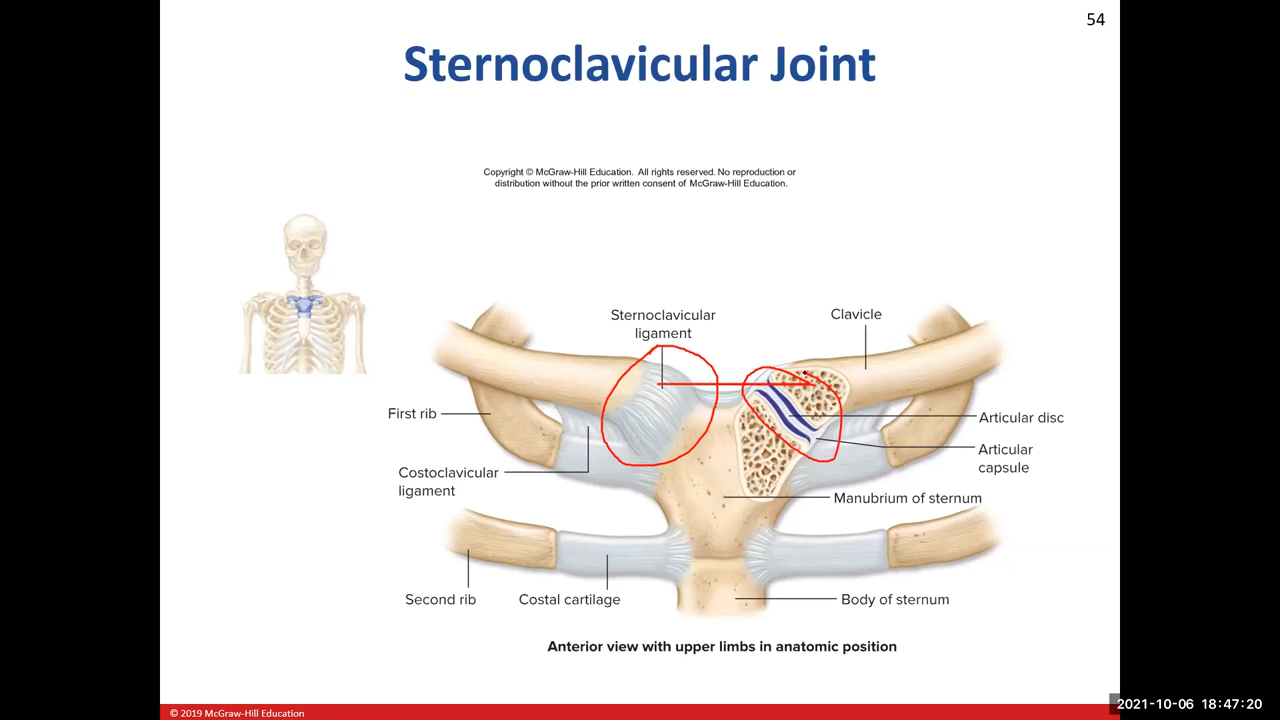 54
Sternoclavicular Joint
Copyright © McGraw-Hill Education. All rights reserved. No reproduction or
distribution without the prior written consent of McGraw-Hill Education.
Sternoclavicular
ligament
Clavicle
First rib
Articular disc
Articular
capsule
Costoclavicular
ligament
Manubrium of sternum
Second rib
Costal cartilage
Body of sternum
Anterior view with upper limbs in anatomic position
© 2019 McGraw-Hill Education
2021-10-06 18:47:20